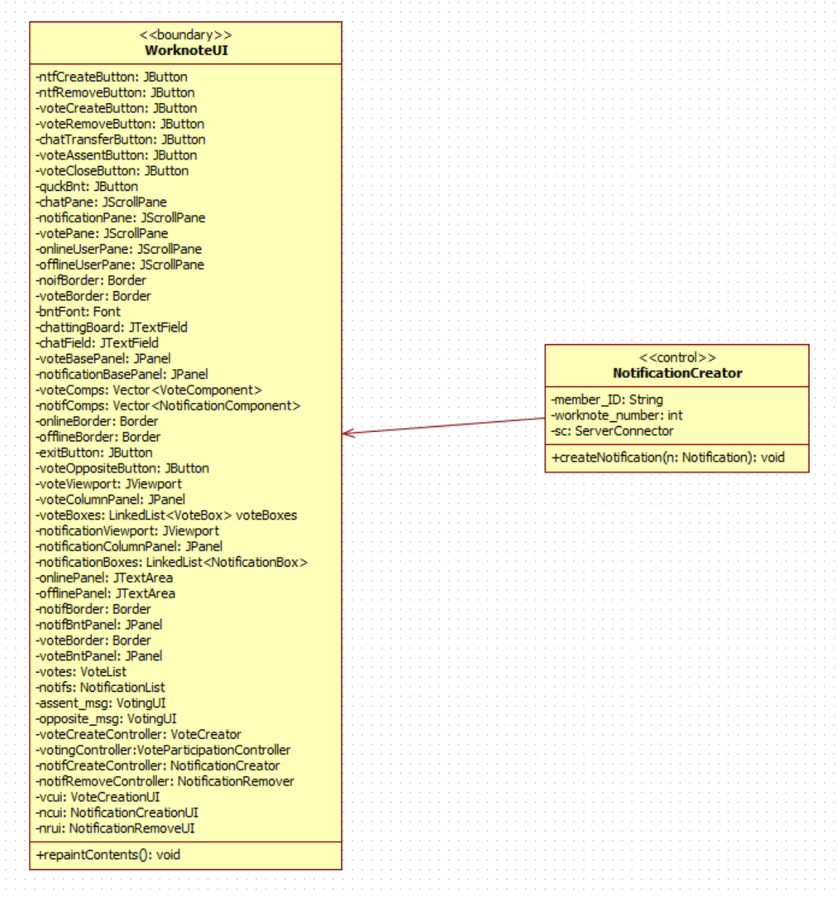 <<boundary>>
WorknoteUI
-ntfCreateButton: JButton
-ntfRemoveButton: JButton
-voteCreateButton: JButton
-voteRemoveButton: JButton
-chatTransferButton: JButton
-voteAssentButton: JButton
-voteCloseButton: JButton
-quckBnt: JButton
-chatPane: JScrollPane
-notificationPane: JScrollPane
-votePane: JScrollPane
-onlineUserPane: JScrollPane
-offlineUserPane: JScrollPane
-noifBorder: Border
-voteBorder: Border
-bntFont: Font
-chattingBoard: JTextField
-chatField: JTextField
-voteBasePanel: JPanel
-notificationBasePanel: JPanel
-voteComps: Vector<VoteComponent>
-notifComps: Vector<NotificationComponent>
-onlineBorder: Border
-offlineBorder: Border
-exitButton: JButton
-voteOppositeButton: JButton
-voteViewport: JViewport
-voteColumnPanel: JPanel
-voteBoxes: LinkedList<VoteBox> voteBoxes
-notificationViewport: JViewport
-notificationColumnPanel: JPanel
-notificationBoxes: LinkedList<NotificationBox>
-onlinePanel: JTextArea
-offlinePanel: JTextArea
-notifBorder: Border
-notifBntPanel: JPanel
-voteBorder: Border
-voteBntPanel: JPanel
-votes: VoteList
-notifs: NotificationList
-assent_msg: VotingUI
-opposite_msg: VotingUI
-voteCreateController: VoteCreator
-votingController:VoteParticipationController
-notifCreateController: NotificationCreator
-notifRemoveController: NotificationRemover
-vcui: VoteCreationUI
-ncui: NotificationCreationUI
-nrui: NotificationRemoveUI
+repaintContents(): void
<<control>>
NotificationCreator
-member_ID: String
-worknote_number: int
-sc: ServerConnector
+createNotification(n: Notification): void